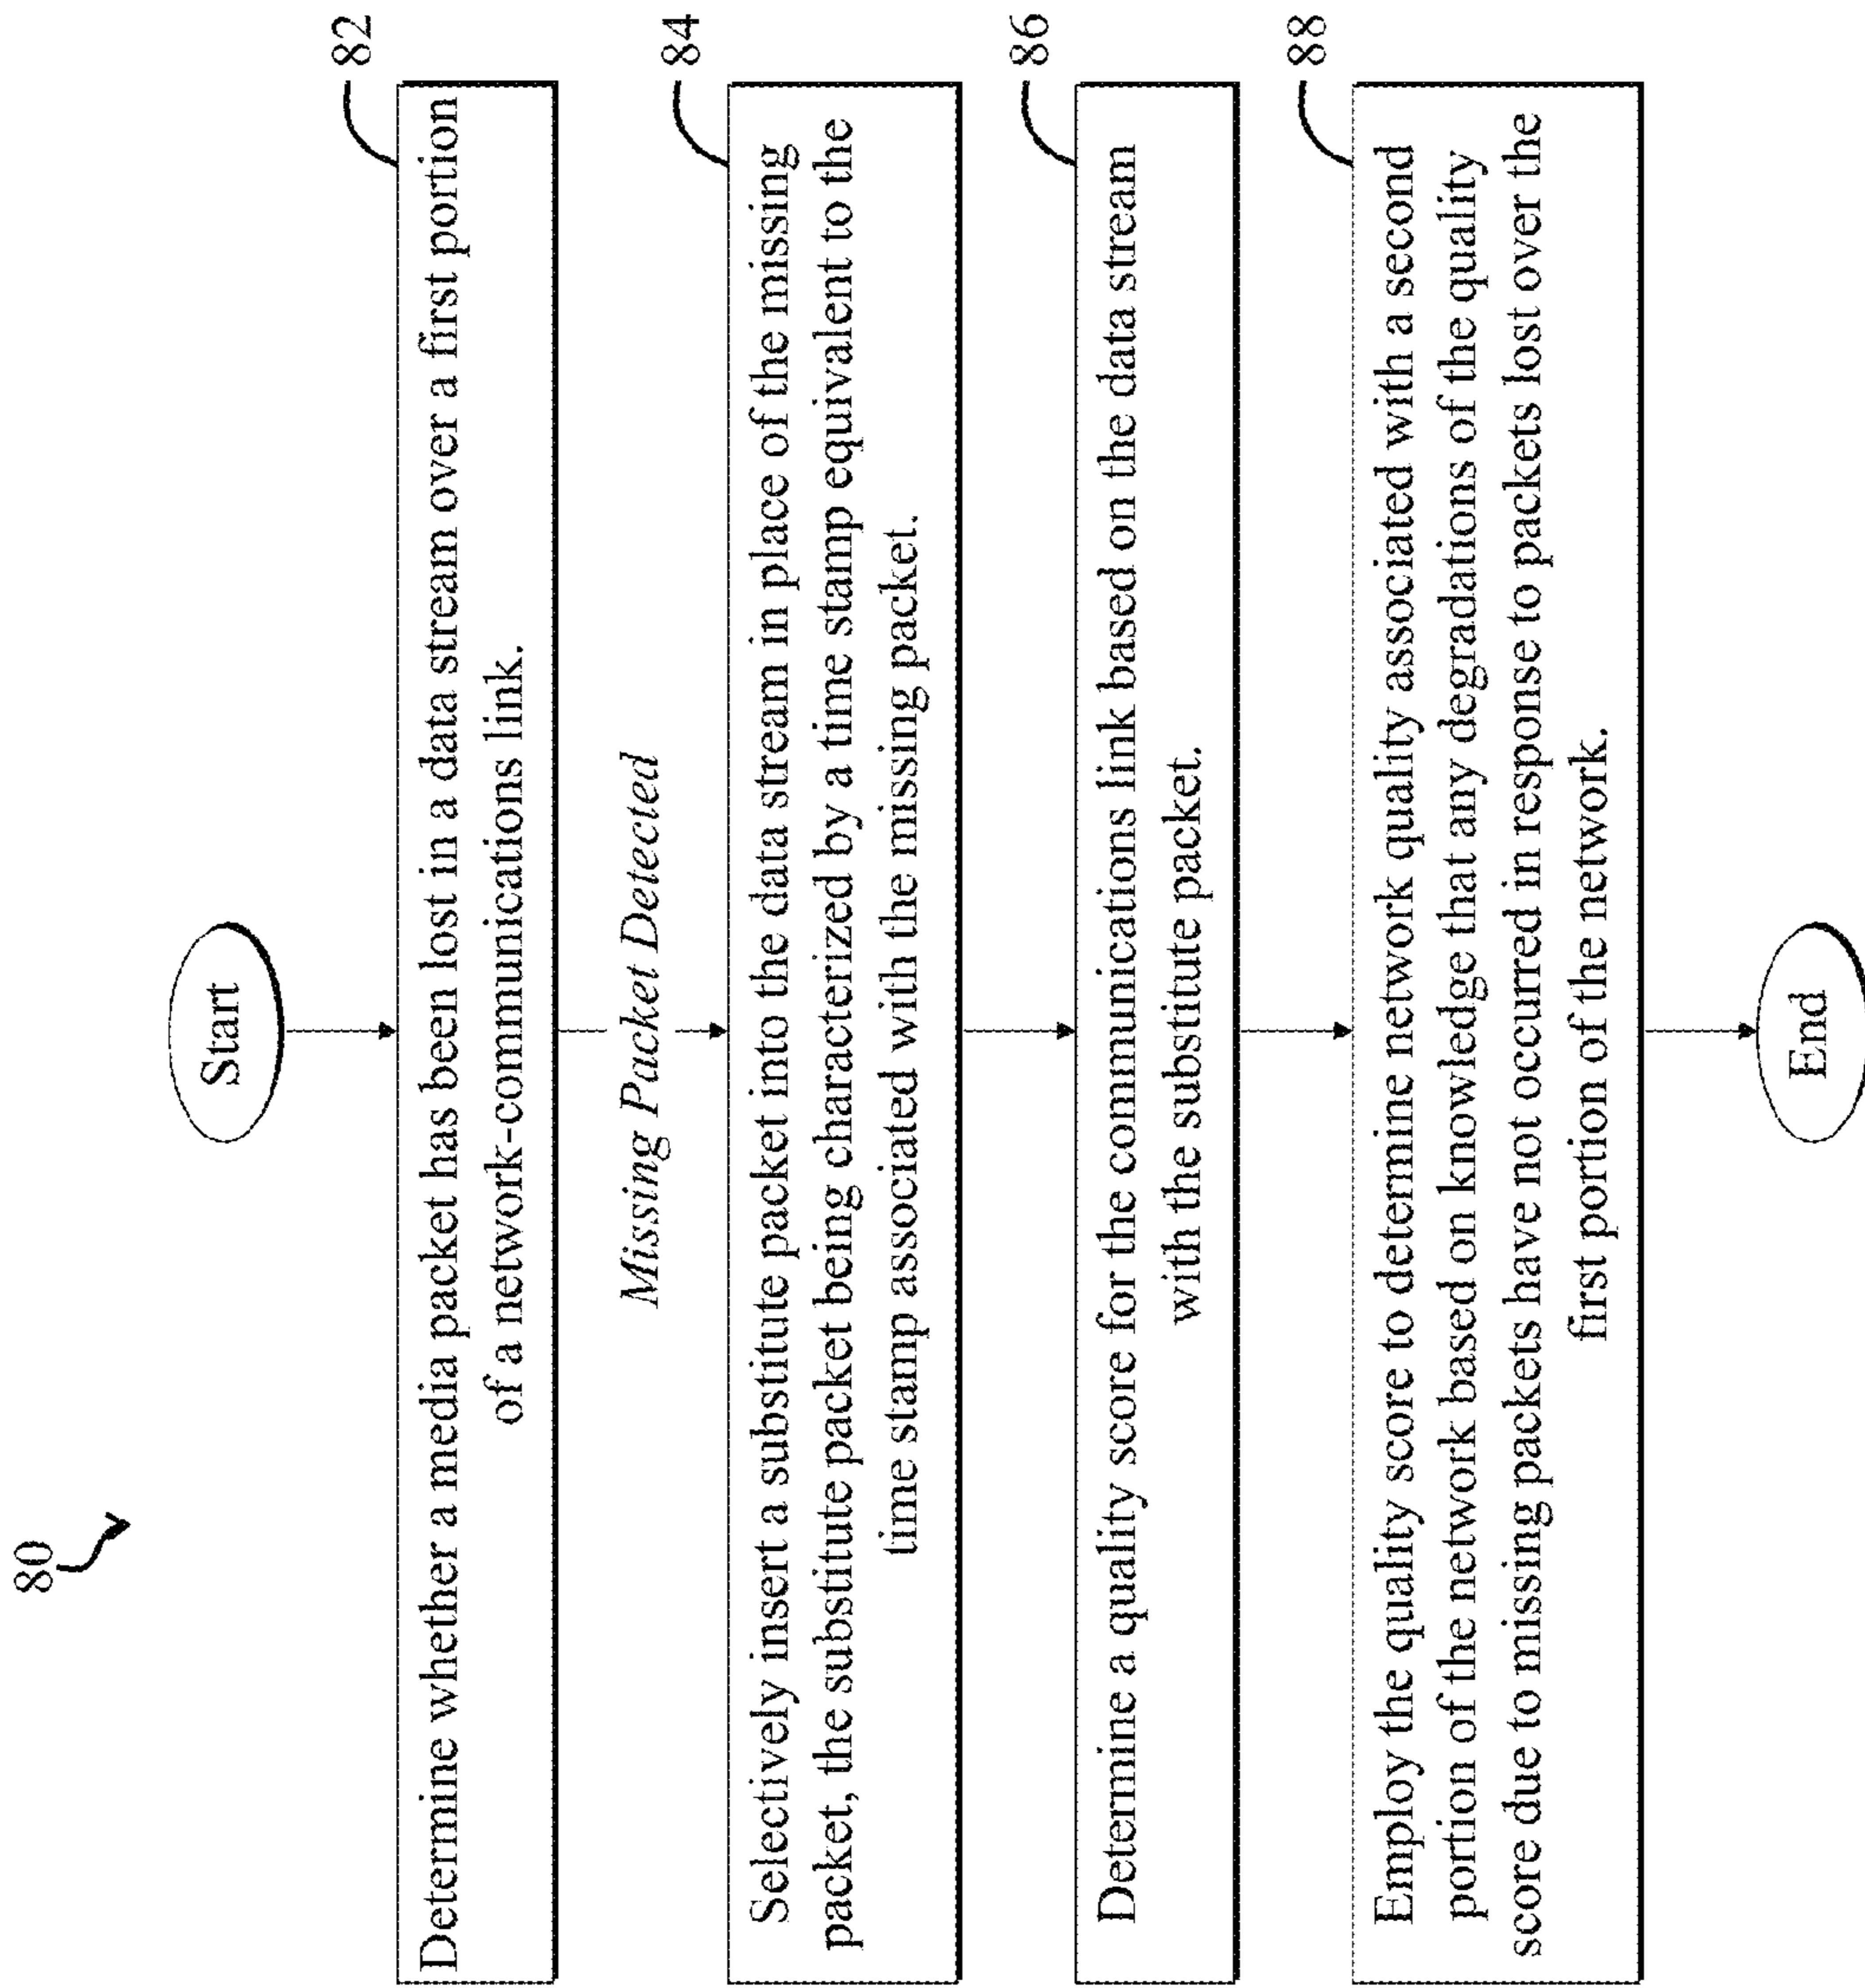 80
Start
82
Determine whether a media packet has been lost in a data stream over a first portion
of a network-communications link.
Missing Packet Detected
84
Selectively insert a substitute packet into the data stream in place of the missing
packet, the substitute packet being characterized by a time stamp equivalent to the
time stamp associated with the missing packet.
86
Determine a quality score for the communications link based on the data stream
with the substitute packet.
88
Employ the quality score to determine network quality associated with a second
portion of the network based on knowledge that any degradations of the quality
score due to missing packets have not occurred in response to packets lost over the
first portion of the network.
End